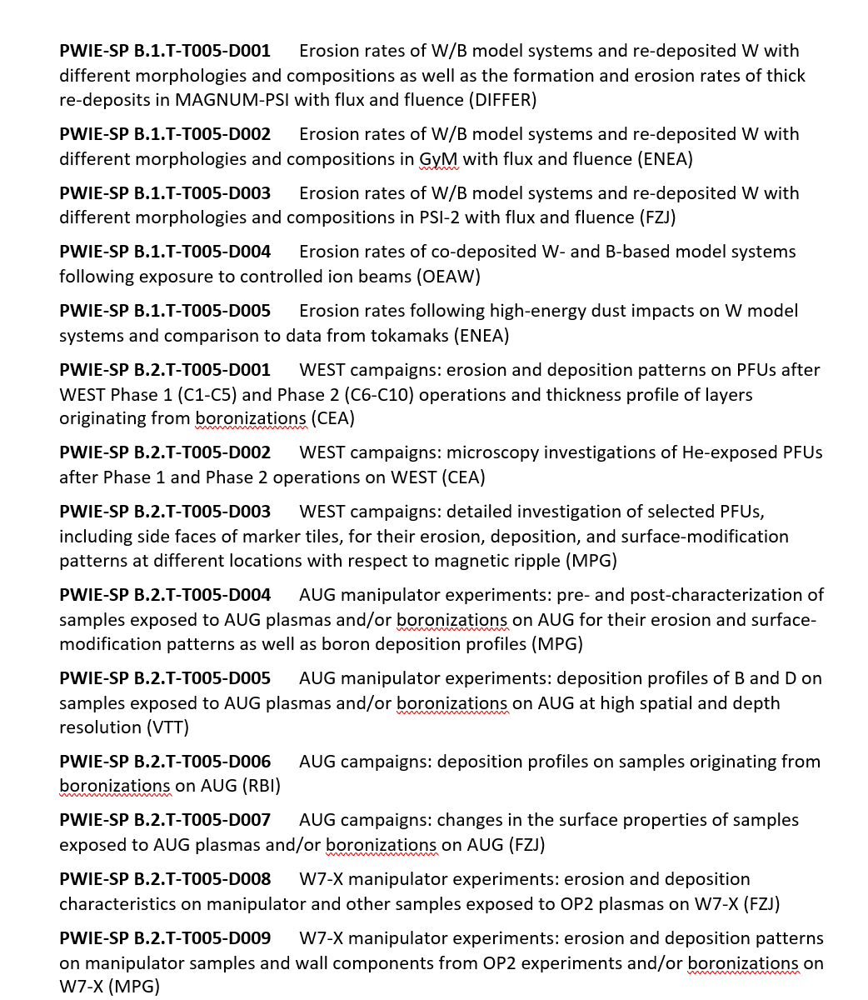 PWIE-SP B.1.T-T005-D001 Erosion rates of W/B model systems and re-deposited W with
different morphologies and compositions as well as the formation and erosion rates of thick
re-deposits in MAGNUM-PSI with flux and fluence (DIFFER)
PWIE-SP B.1.T-T005-D002 Erosion rates of W/B model systems and re-deposited W with
different morphologies and compositions in GyM with flux and fluence (ENEA)
PWIE-SP B.1.T-T005-D003 Erosion rates of W/B model systems and re-deposited W with
different morphologies and compositions in PSI-2 with flux and fluence (FZJ)
PWIE-SP B.1.T-T005-D004 Erosion rates of co-deposited W- and B-based model systems
following exposure to controlled ion beams (OEAW)
PWIE-SP B.1.T-T005-D005 Erosion rates following high-energy dust impacts on W model
systems and comparison to data from tokamaks (ENEA)
PWIE-SP B.2.T-T005-D001 WEST campaigns: erosion and deposition patterns on PFUs after
WEST Phase 1 (C1-C5) and Phase 2 (C6-C10) operations and thickness profile of layers
originating from boronizations (CEA)
PWIE-SP B.2.T-T005-D002 WEST campaigns: microscopy investigations of He-exposed PFUs
after Phase 1 and Phase 2 operations on WEST (CEA)
PWIE-SP B.2.T-T005-D003 WEST campaigns: detailed investigation of selected PFUs,
including side faces of marker tiles, for their erosion, deposition, and surface-modification
patterns at different locations with respect to magnetic ripple (MPG)
PWIE-SP B.2.T-T005-D004 AUG manipulator experiments: pre- and post-characterization of
samples exposed to AUG plasmas and/or boronizations on AUG for their erosion and surface-
modification patterns as well as boron deposition profiles (MPG)
PWIE-SP B.2.T-T005-D005 AUG manipulator experiments: deposition profiles of B and D on
samples exposed to AUG plasmas and/or boronizations on AUG at high spatial and depth
resolution (VTT)
PWIE-SP B.2.T-T005-D006 AUG campaigns: deposition profiles on samples originating from
boronizations on AUG (RBI)
PWIE-SP B.2.T-T005-D007 AUG campaigns: changes in the surface properties of samples
exposed to AUG plasmas and/or boronizations on AUG (FZJ)
PWIE-SP B.2.T-T005-D008 W7-X manipulator experiments: erosion and deposition
characteristics on manipulator and other samples exposed to OP2 plasmas on W7-X (FZJ)
PWIE-SP B.2.T-T005-D009 W7-X manipulator experiments: erosion and deposition patterns
on manipulator samples and wall components from OP2 experiments and/or boronizations on
W7-X (MPG)